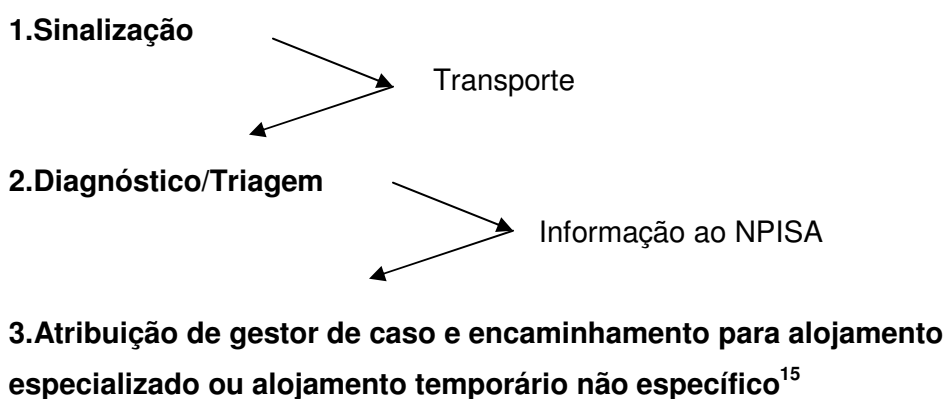 1.Sinalização
Transporte
2.Diagnóstico/Triagem
Informação ao NPISA
3.Atribuição de gestor de caso e encaminhamento para alojamento
especializado ou alojamento temporário não específico15